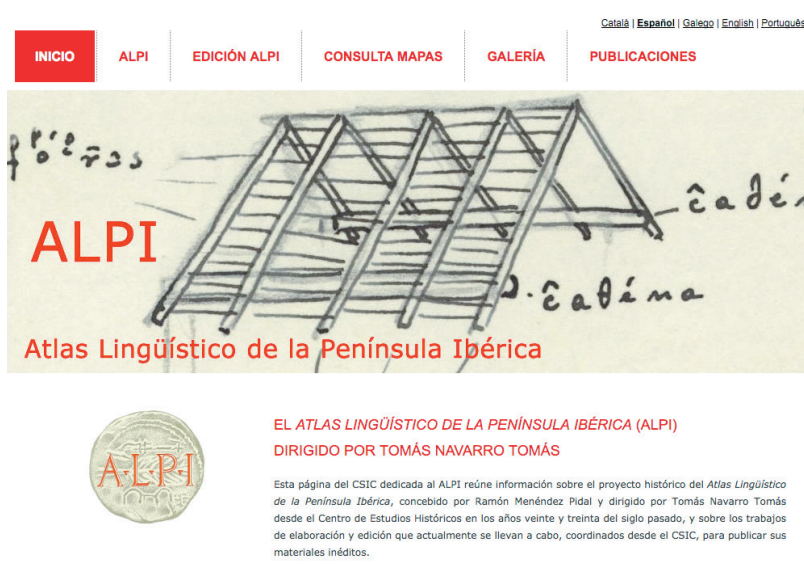 Català | Español | Galego | English | Português
INICIO
ALPI
EDICIÓN ALPI
CONSULTA MAPAS
GALERÍA
PUBLICACIONES
ALPI
Atlas Lingüístico de la Península Ibérica
A·L·P·I
EL ATLAS LINGÜÍSTICO DE LA PENÍNSULA IBÉRICA (ALPI)
DIRIGIDO POR TOMÁS NAVARRO TOMÁS
Esta página del CSIC dedicada al ALPI reúne información sobre el proyecto histórico del Atlas Lingüístico
de la Península Ibérica, concebido por Ramón Menéndez Pidal y dirigido por Tomás Navarro Tomás
desde el Centro de Estudios Históricos en los años veinte y treinta del siglo pasado, y sobre los trabajos
de elaboración y edición que actualmente se llevan a cabo, coordinados desde el CSIC, para publicar sus
materiales inéditos.